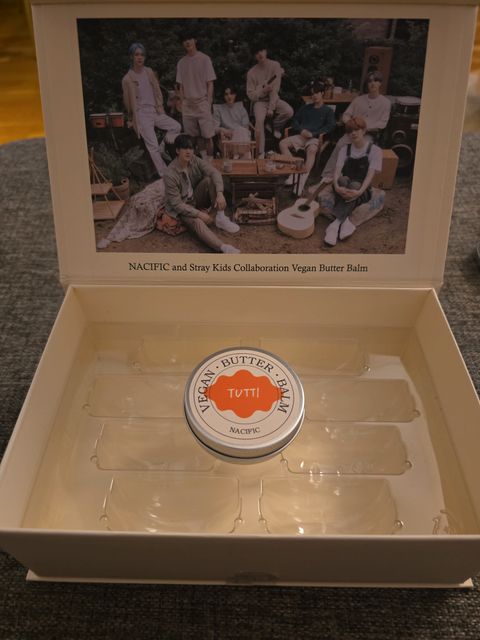 NACIFIC and Stray Kids Collaboration Vegan Butter Balm
VEGAN · BUTTER · BALM
TUTTI
NACIFIC